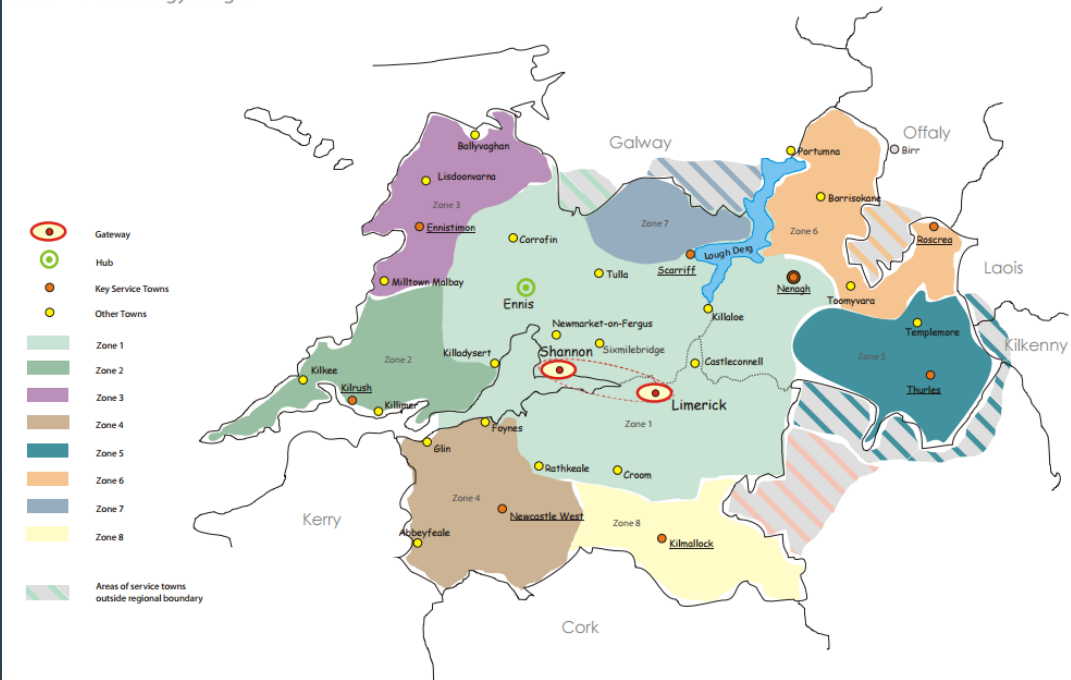 Galway
Offaly
Birr
Portumna
Ballyvaghan
Lisdoonvarna
Zone 3
Borrisokane
Ennistimon
Zone 7
Zone 6
Roscrea
Gateway
Corrofin
Lough Derg
Hub
Scarriff
Laois
Tulla
Milltown Malbay
Nenagh
Key Service Towns
Ennis
Toomyvara
Other Towns
Killaloe
Newmarket-on-Fergus
Templemore
Zone 1
Shannon
Sixmilebridge
Kilkenny
Killadysert
Zone 2
Zone 5
Castleconnell
Zone 2
Kilkee
Kilrush
Thurles
Zone 3
Killimer
Limerick
Zone 4
Foynes
Zone 1
Glin
Zone 5
Rathkeale
Croom
Zone 6
Zone 4
Zone 7
Newcastle West
Zone 8
Kerry
Abbeyfeale
Zone 8
Kilmallock
Areas of service towns
outside regional boundary
Cork